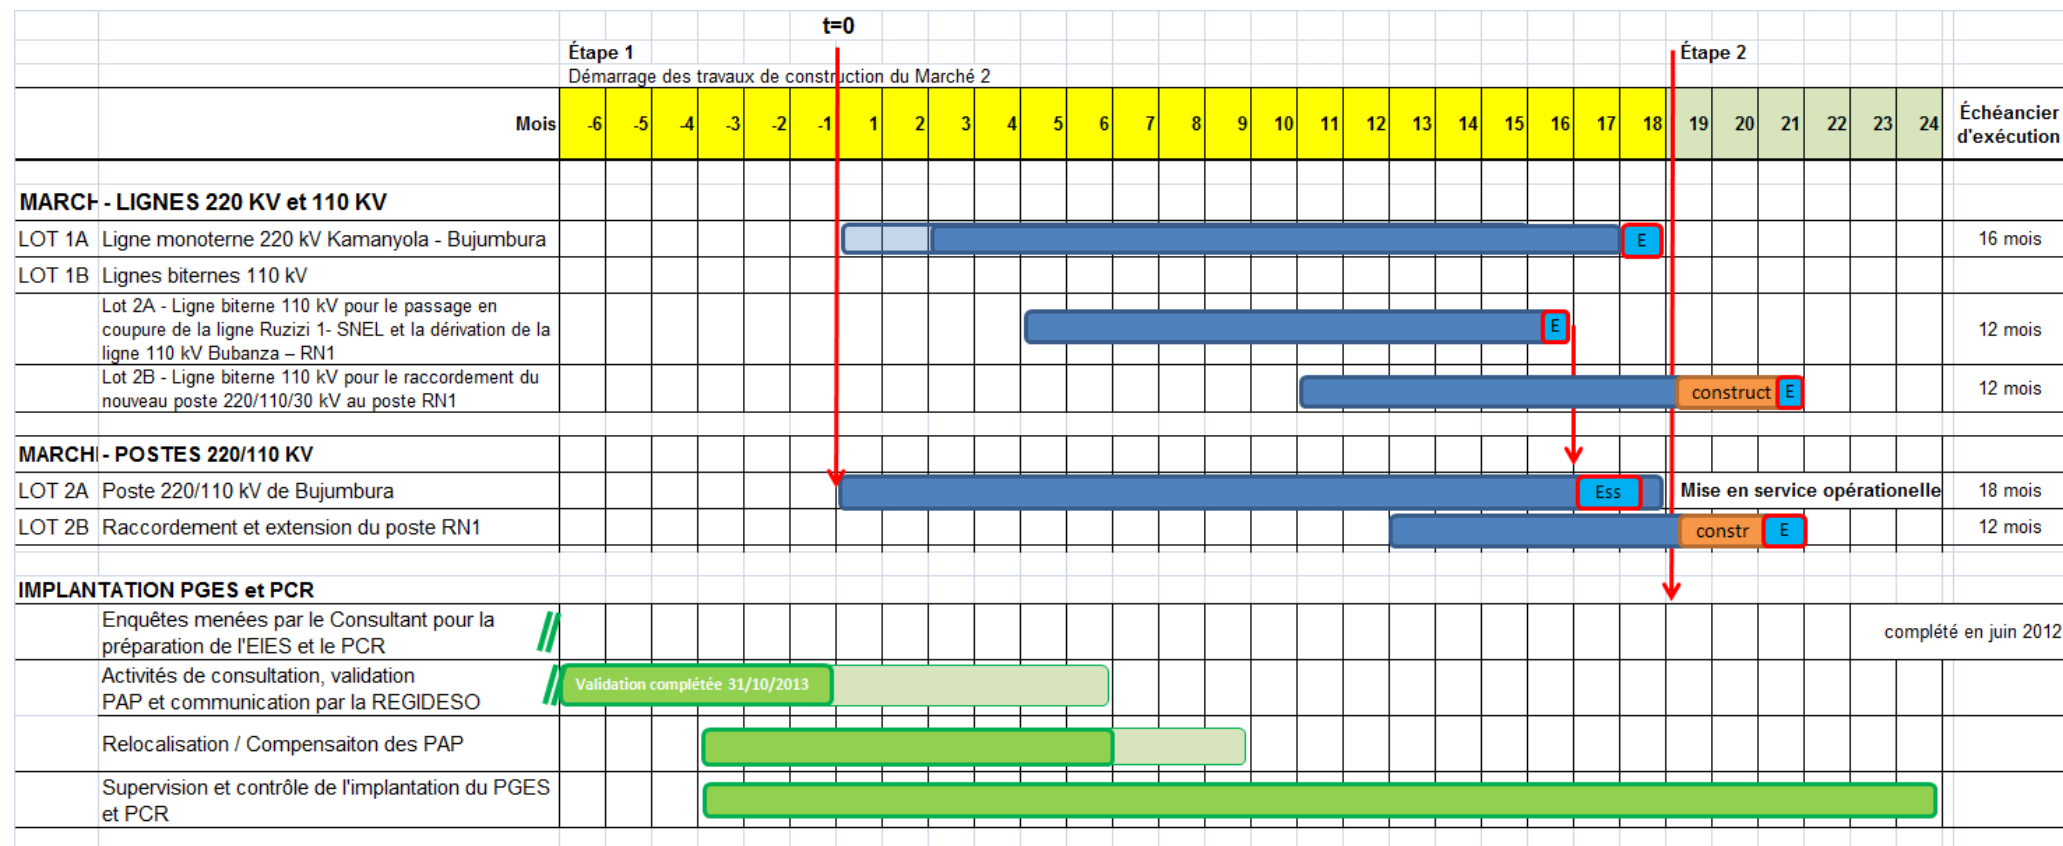 t=0
Étape 1
Étape 2
Démarrage des travaux de construction du Marché 2
Mois -6 -5 -4 -3 -2 -1 1 2 3 4 5 6 7 8 9 10 11 12 13 14 15 16 17 18 19 20 21 22 23 24 Échéancier
d'exécution
MARCH - LIGNES 220 KV et 110 KV
LOT 1A Ligne monoterne 220 kV Kamanyola - Bujumbura E 16 mois
LOT 1B Lignes biternes 110 kV
Lot 2A - Ligne biterne 110 kV pour le passage en
coupure de la ligne Ruzizi 1- SNEL et la dérivation de la E 12 mois
ligne 110 kV Bubanza – RN1
Lot 2B - Ligne biterne 110 kV pour le raccordement du
nouveau poste 220/110/30 kV au poste RN1 construct E 12 mois
MARCH - POSTES 220/110 KV
LOT 2A Poste 220/110 kV de Bujumbura Ess Mise en service opérationelle 18 mois
LOT 2B Raccordement et extension du poste RN1 constr E 12 mois
IMPLANTATION PGES et PCR
Enquêtes menées par le Consultant pour la
préparation de l'EIES et le PCR complété en juin 2012
Activités de consultation, validation
PAP et communication par la REGIDESO Validation complétée 31/10/2013
Relocalisation / Compensaiton des PAP
Supervision et contrôle de l'implantation du PGES
et PCR